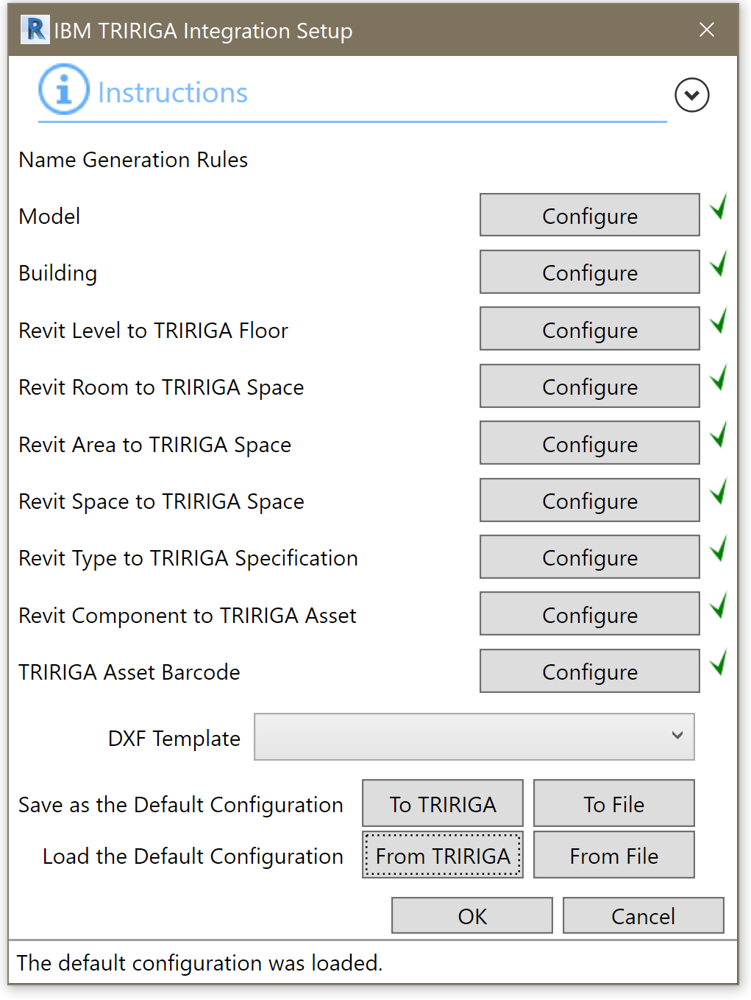 IBM TRIRIGA Integration Setup
Instructions
Name Generation Rules
Model Configure
Building Configure
Revit Level to TRIRIGA Floor Configure
Revit Room to TRIRIGA Space Configure
Revit Area to TRIRIGA Space Configure
Revit Space to TRIRIGA Space Configure
Revit Type to TRIRIGA Specification Configure
Revit Component to TRIRIGA Asset Configure
TRIRIGA Asset Barcode Configure
DXF Template
Save as the Default Configuration To TRIRIGA To File
Load the Default Configuration From TRIRIGA From File
OK Cancel
The default configuration was loaded.